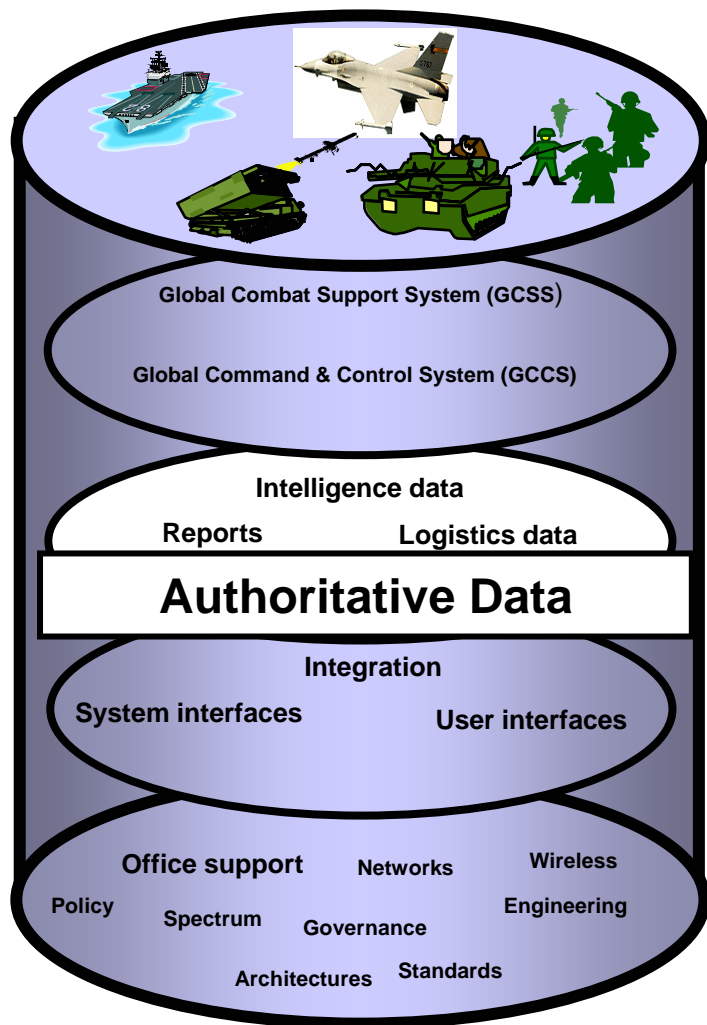 Global Combat Support System (GCSS)
Global Command & Control System (GCCS)
Intelligence data
Reports
Logistics data
Authoritative Data
Integration
System interfaces
User interfaces
Office support
Networks
Wireless
Policy
Spectrum
Governance
Engineering
Architectures
Standards